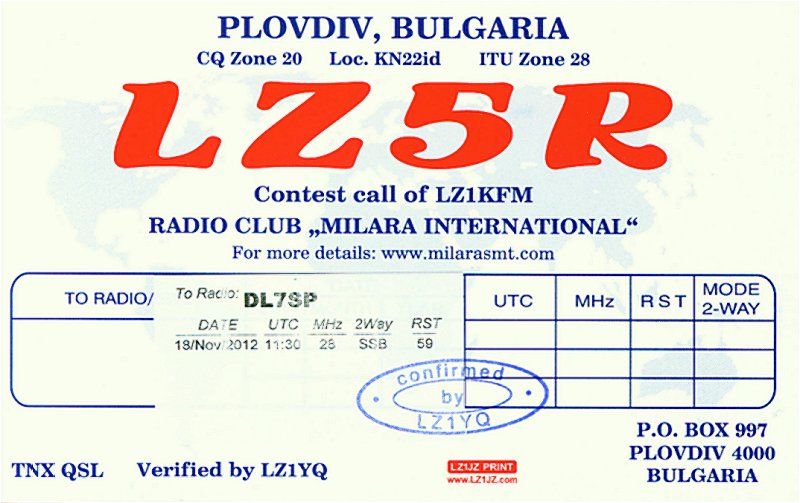 PLOVDIV, BULGARIA
CQ Zone 20 Loc. KN22id ITU Zone 28
LZ5R
Contest call of LZ1KFM
RADIO CLUB „MILARA INTERNATIONAL“
For more details: www.milarasmt.com
TO RADIO/
To Radio: DL7SP
DATE UTC MHz 2Way RST
18/Nov/2012 11:30 28 SSB 59
UTC MHz RST MODE
2-WAY
confirmed
by
LZ1YQ
P.O. BOX 997
PLOVDIV 4000
BULGARIA
TNX QSL Verified by LZ1YQ
LZ1JZ PRINT
www.LZ1JZ.com